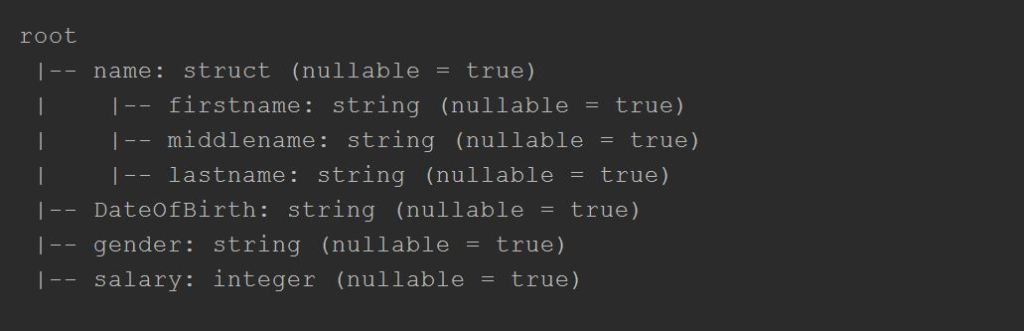 root
 |-- name: struct (nullable = true)
 |    |-- firstname: string (nullable = true)
 |    |-- middlename: string (nullable = true)
 |    |-- lastname: string (nullable = true)
 |-- DateOfBirth: string (nullable = true)
 |-- gender: string (nullable = true)
 |-- salary: integer (nullable = true)